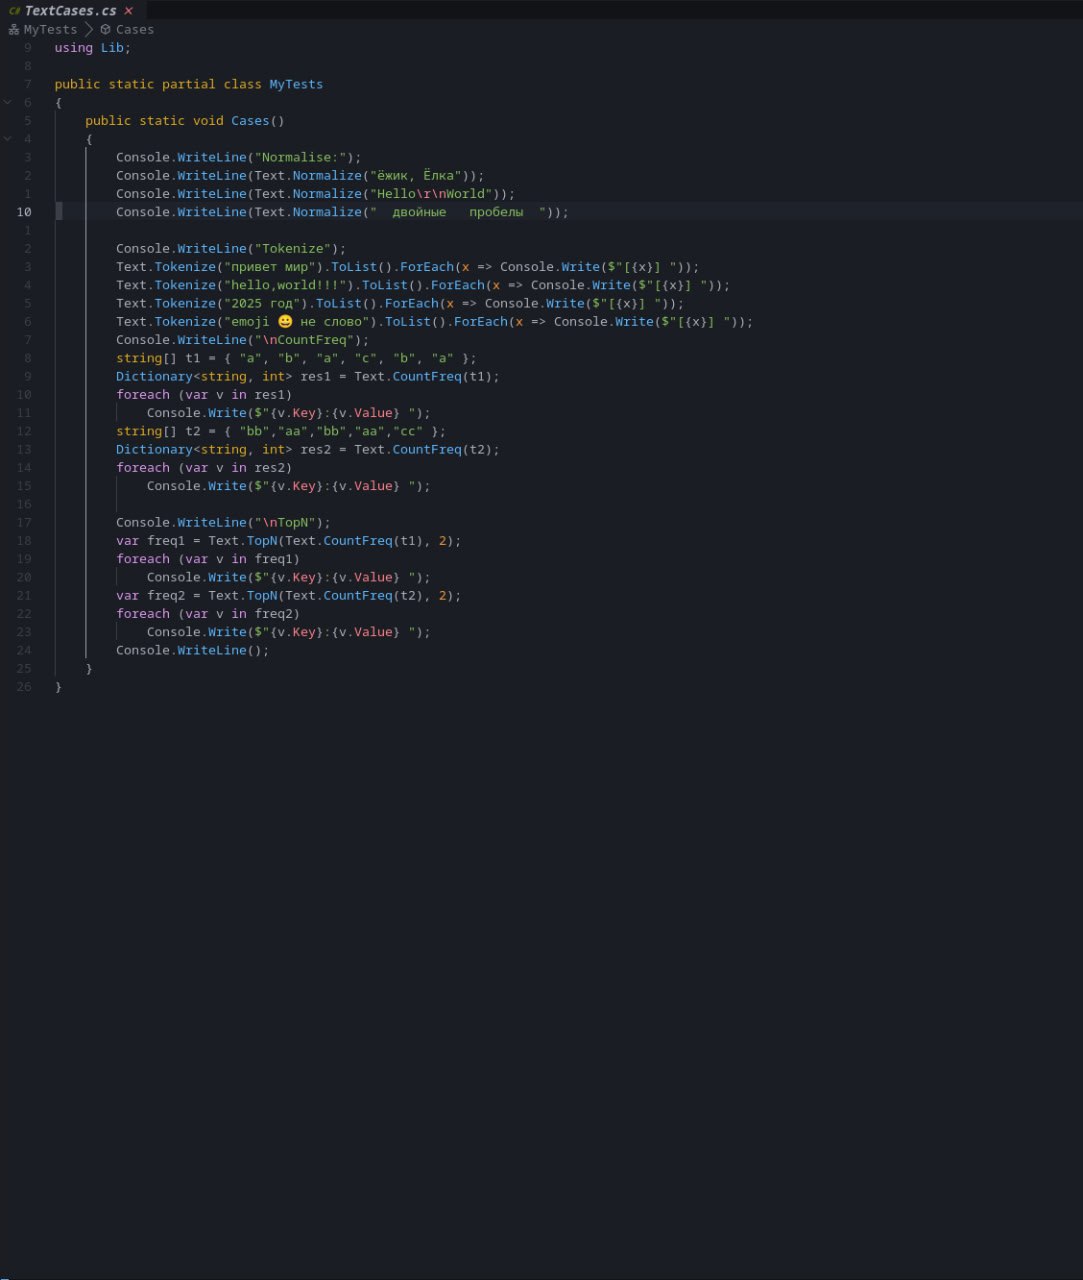 C# TextCases.cs ×
MyTests > Cases
9 using Lib;
8
7 public static partial class MyTests
6 {
5     public static void Cases()
4     {
3         Console.WriteLine("Normalise:");
2         Console.WriteLine(Text.Normalize("ёжик, Ёлка"));
1         Console.WriteLine(Text.Normalize("Hello\r\nWorld"));
10         Console.WriteLine(Text.Normalize("  двойные   пробелы  "));
1
2         Console.WriteLine("Tokenize");
3         Text.Tokenize("привет мир").ToList().ForEach(x => Console.Write($"[{x}] "));
4         Text.Tokenize("hello,world!!!").ToList().ForEach(x => Console.Write($"[{x}] "));
5         Text.Tokenize("2025 год").ToList().ForEach(x => Console.Write($"[{x}] "));
6         Text.Tokenize("emoji 😀 не слово").ToList().ForEach(x => Console.Write($"[{x}] "));
7         Console.WriteLine("\nCountFreq");
8         string[] t1 = { "a", "b", "a", "c", "b", "a" };
9         Dictionary<string, int> res1 = Text.CountFreq(t1);
10         foreach (var v in res1)
11             Console.Write($"{v.Key}:{v.Value} ");
12         string[] t2 = { "bb","aa","bb","aa","cc" };
13         Dictionary<string, int> res2 = Text.CountFreq(t2);
14         foreach (var v in res2)
15             Console.Write($"{v.Key}:{v.Value} ");
16
17         Console.WriteLine("\nTopN");
18         var freq1 = Text.TopN(Text.CountFreq(t1), 2);
19         foreach (var v in freq1)
20             Console.Write($"{v.Key}:{v.Value} ");
21         var freq2 = Text.TopN(Text.CountFreq(t2), 2);
22         foreach (var v in freq2)
23             Console.Write($"{v.Key}:{v.Value} ");
24         Console.WriteLine();
25     }
26 }